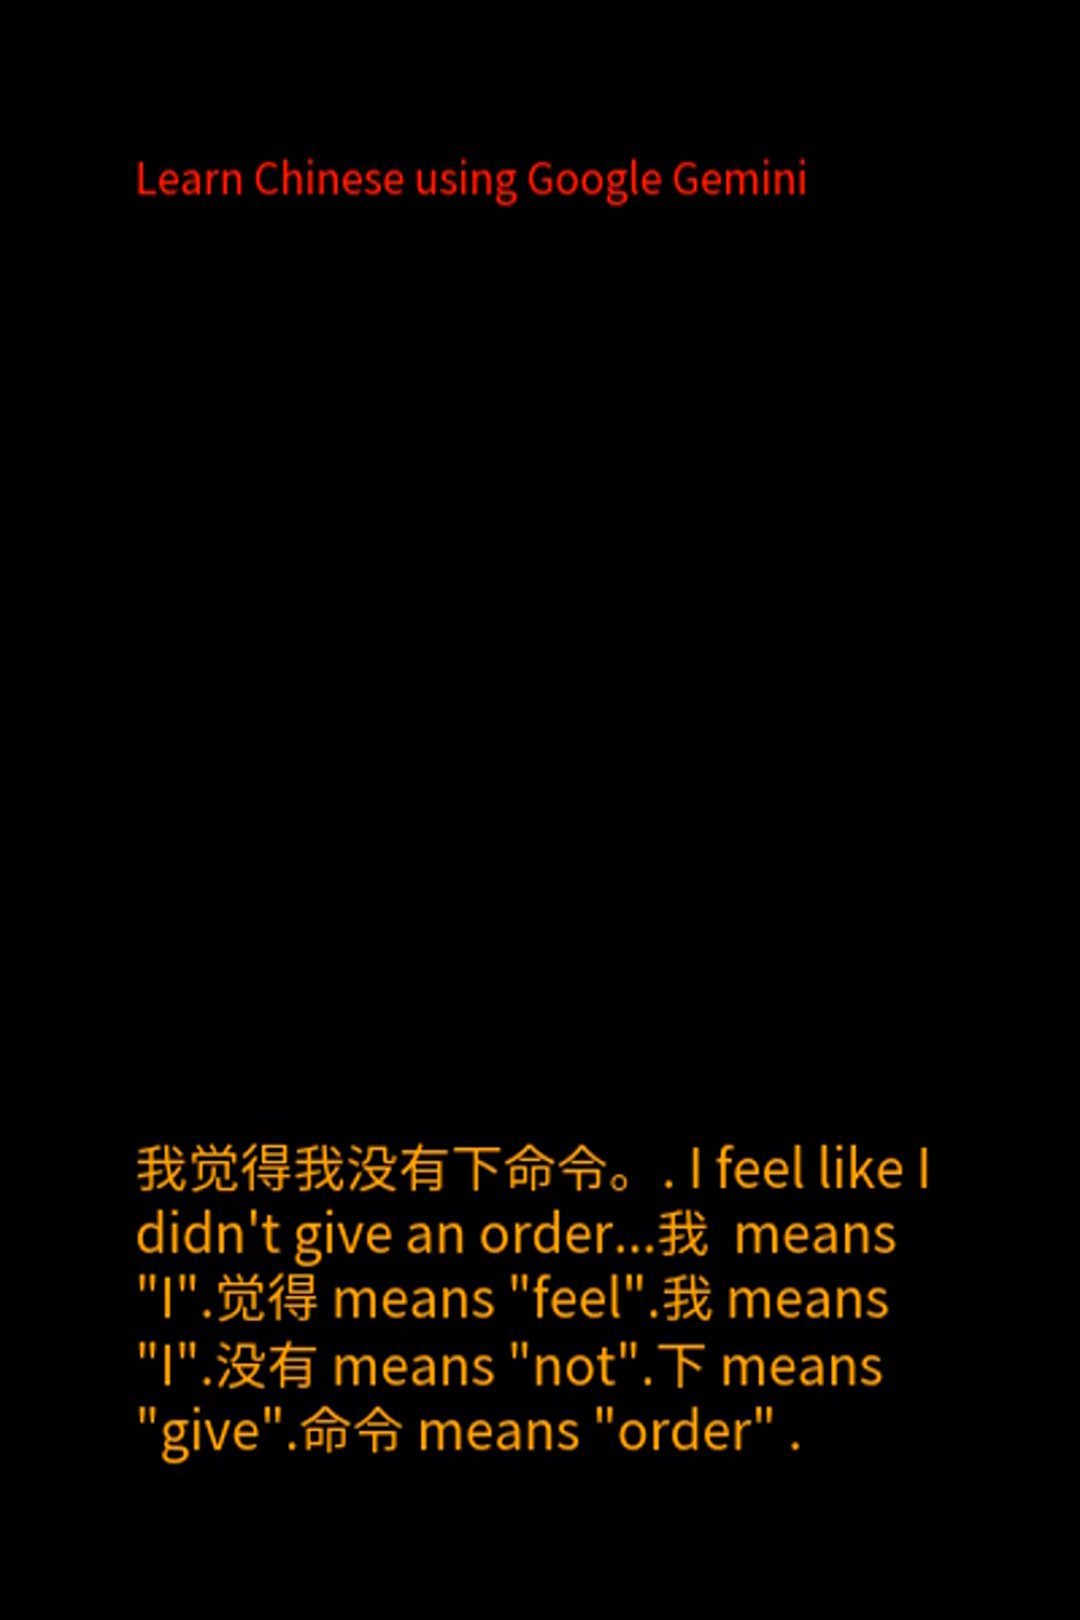 Learn Chinese using Google Gemini
我觉得我没有下命令。. I feel like I
didn't give an order...我 means
"I".觉得 means "feel".我 means
"I".没有 means "not".下 means
"give".命令 means "order" .